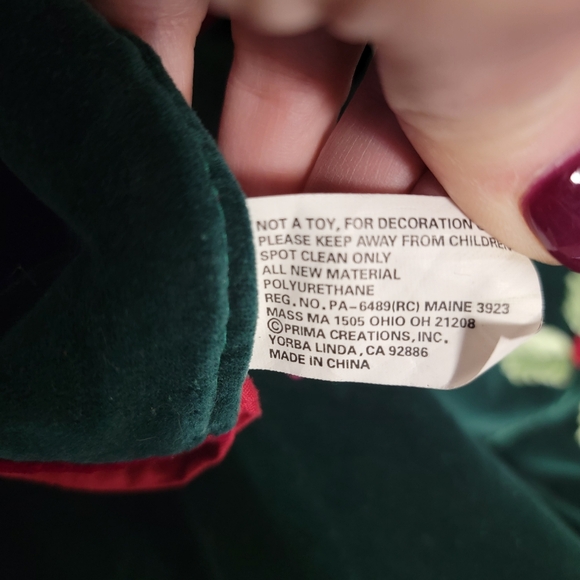 NOT A TOY, FOR DECORATION
PLEASE KEEP AWAY FROM CHILDREN
SPOT CLEAN ONLY
ALL NEW MATERIAL
POLYURETHANE
REG. NO. PA-6489(RC) MAINE 3923
MASS MA 1505 OHIO OH 21208
©PRIMA CREATIONS, INC.
YORBA LINDA, CA 92886
MADE IN CHINA